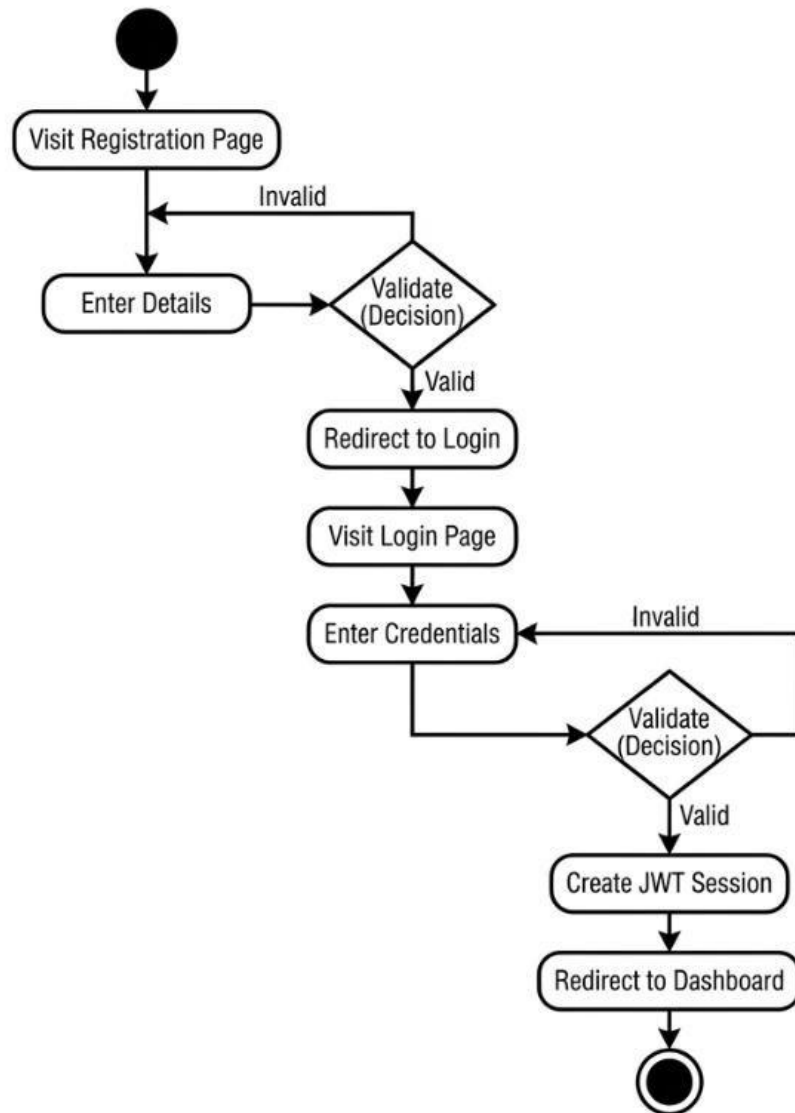 Visit Registration Page
Invalid
Enter Details
Validate
(Decision)
Valid
Redirect to Login
Visit Login Page
Enter Credentials
Invalid
Validate
(Decision)
Valid
Create JWT Session
Redirect to Dashboard